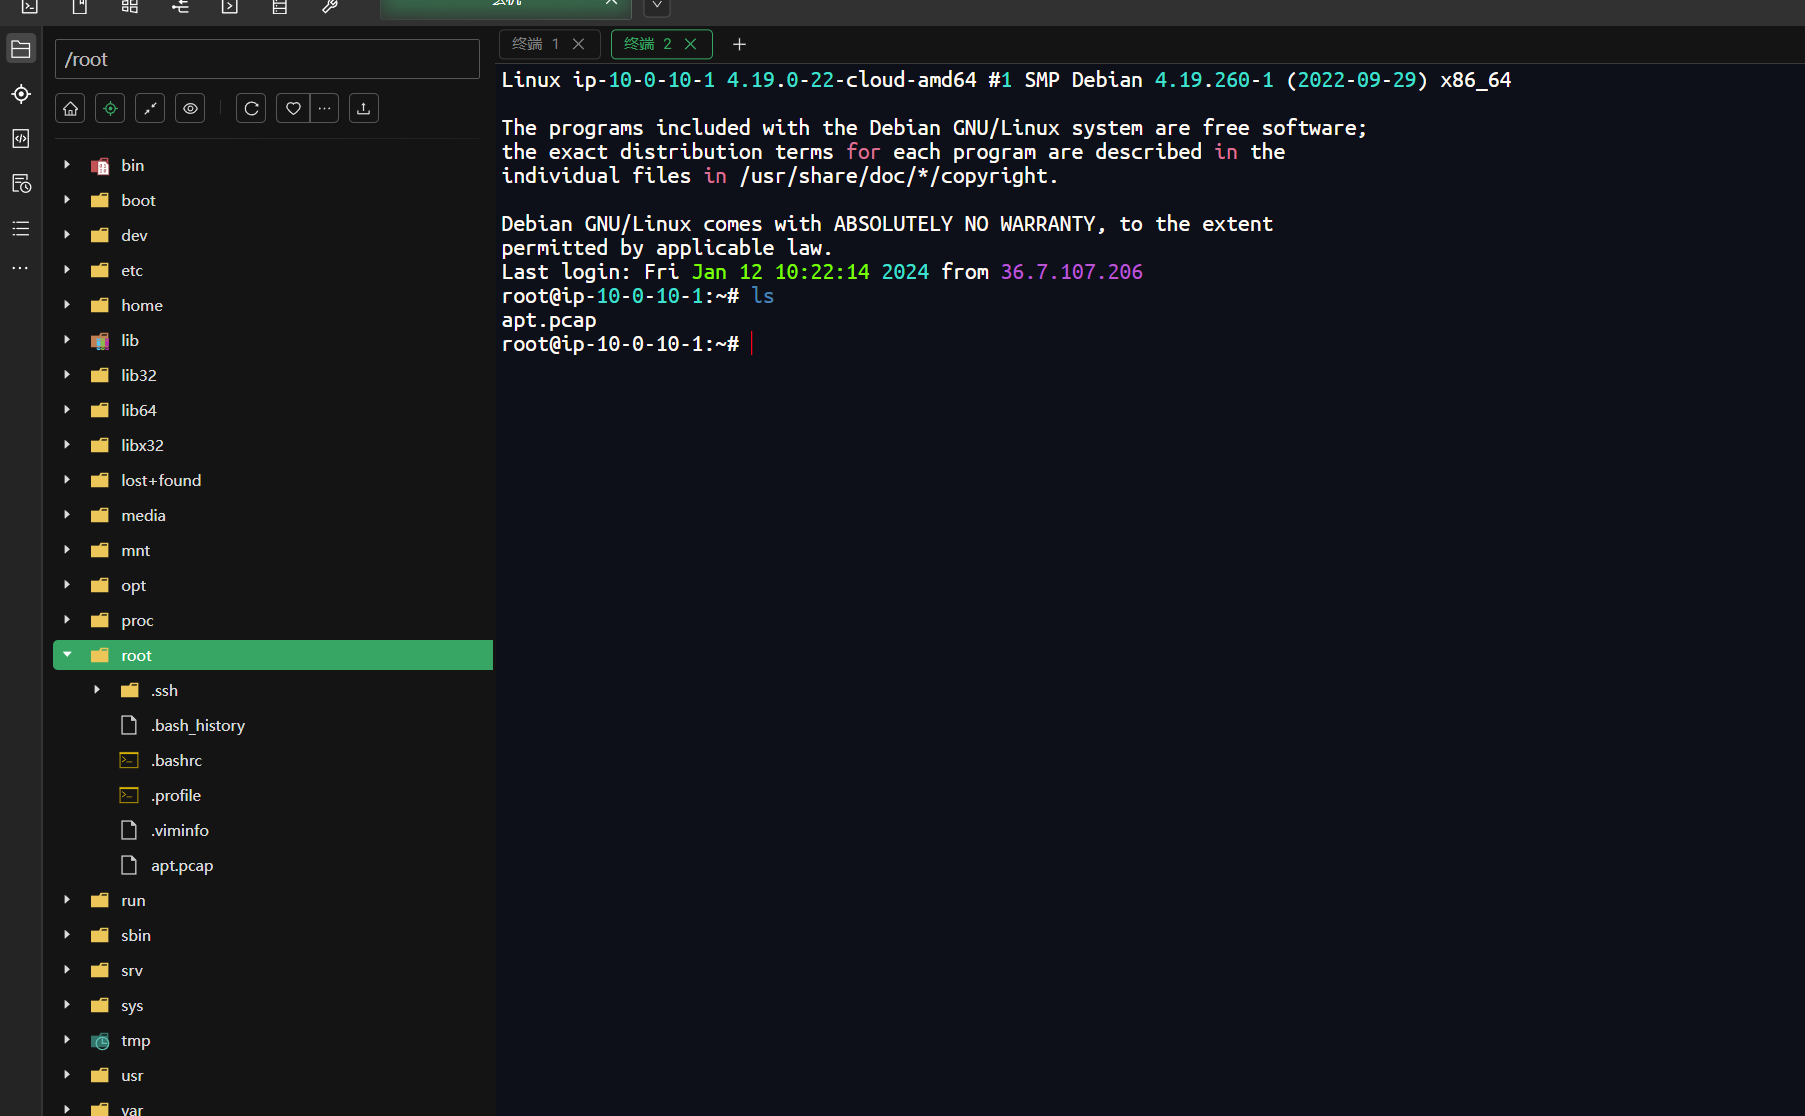 /root
bin
boot
dev
etc
home
lib
lib32
lib64
libx32
lost+found
media
mnt
opt
proc
root
.ssh
.bash_history
.bashrc
.profile
.viminfo
apt.pcap
run
sbin
srv
sys
tmp
usr
var
终端 1
终端 2
Linux ip-10-0-10-1 4.19.0-22-cloud-amd64 #1 SMP Debian 4.19.260-1 (2022-09-29) x86_64
The programs included with the Debian GNU/Linux system are free software;
the exact distribution terms for each program are described in the
individual files in /usr/share/doc/*/copyright.
Debian GNU/Linux comes with ABSOLUTELY NO WARRANTY, to the extent
permitted by applicable law.
Last login: Fri Jan 12 10:22:14 2024 from 36.7.107.206
root@ip-10-0-10-1:~# ls
apt.pcap
root@ip-10-0-10-1:~#